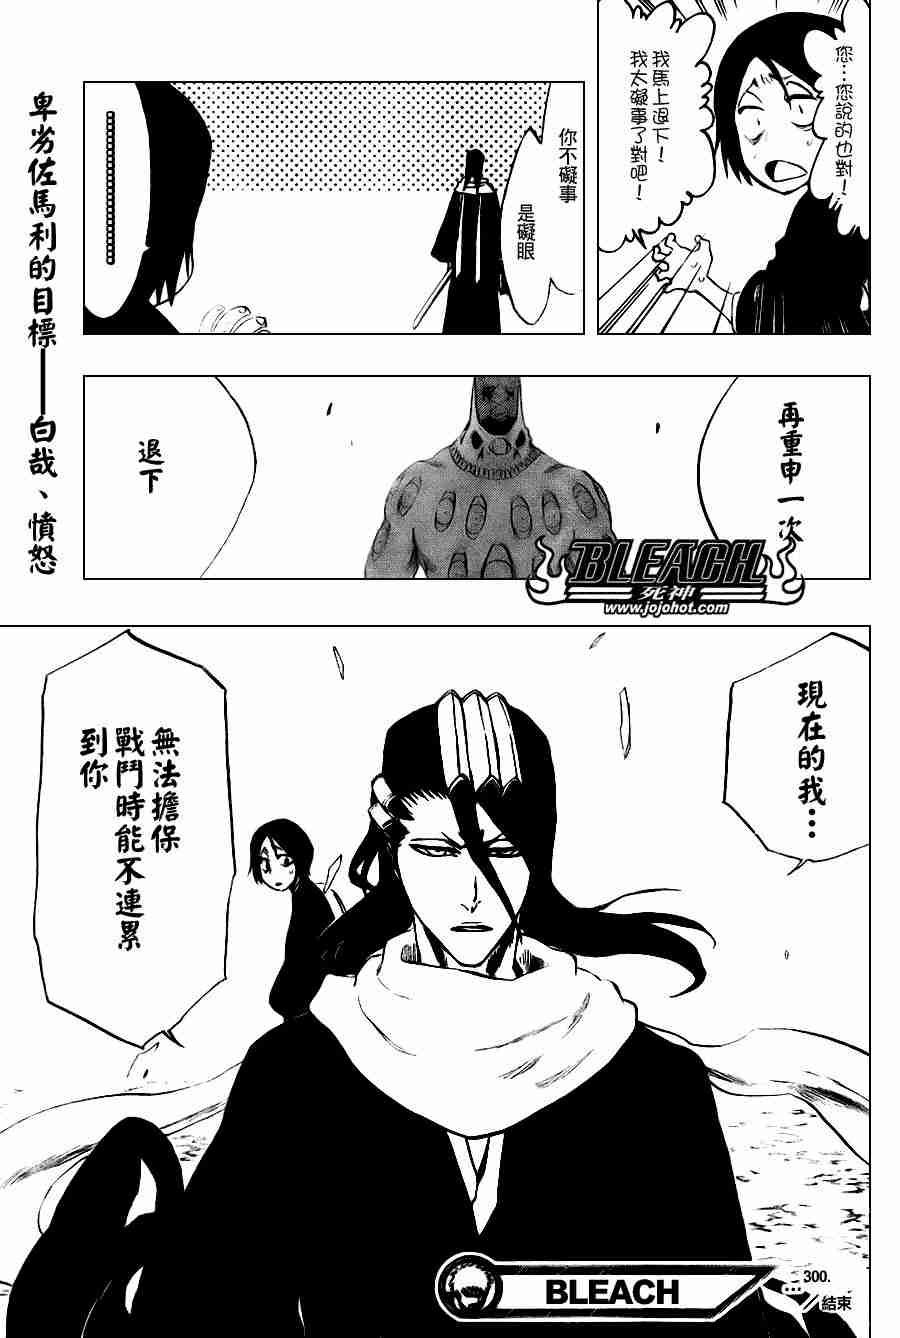 您…您說的也對！
我馬上退下！
我太礙事了對吧！
你不礙事
是礙眼
卑劣佐馬利的目標——白哉、憤怒
再重申一次
退下
BLEACH
死神
www.jojohot.com
現在的我…
無法擔保
戰鬥時能不連累
到你
BLEACH
300.
…
結束